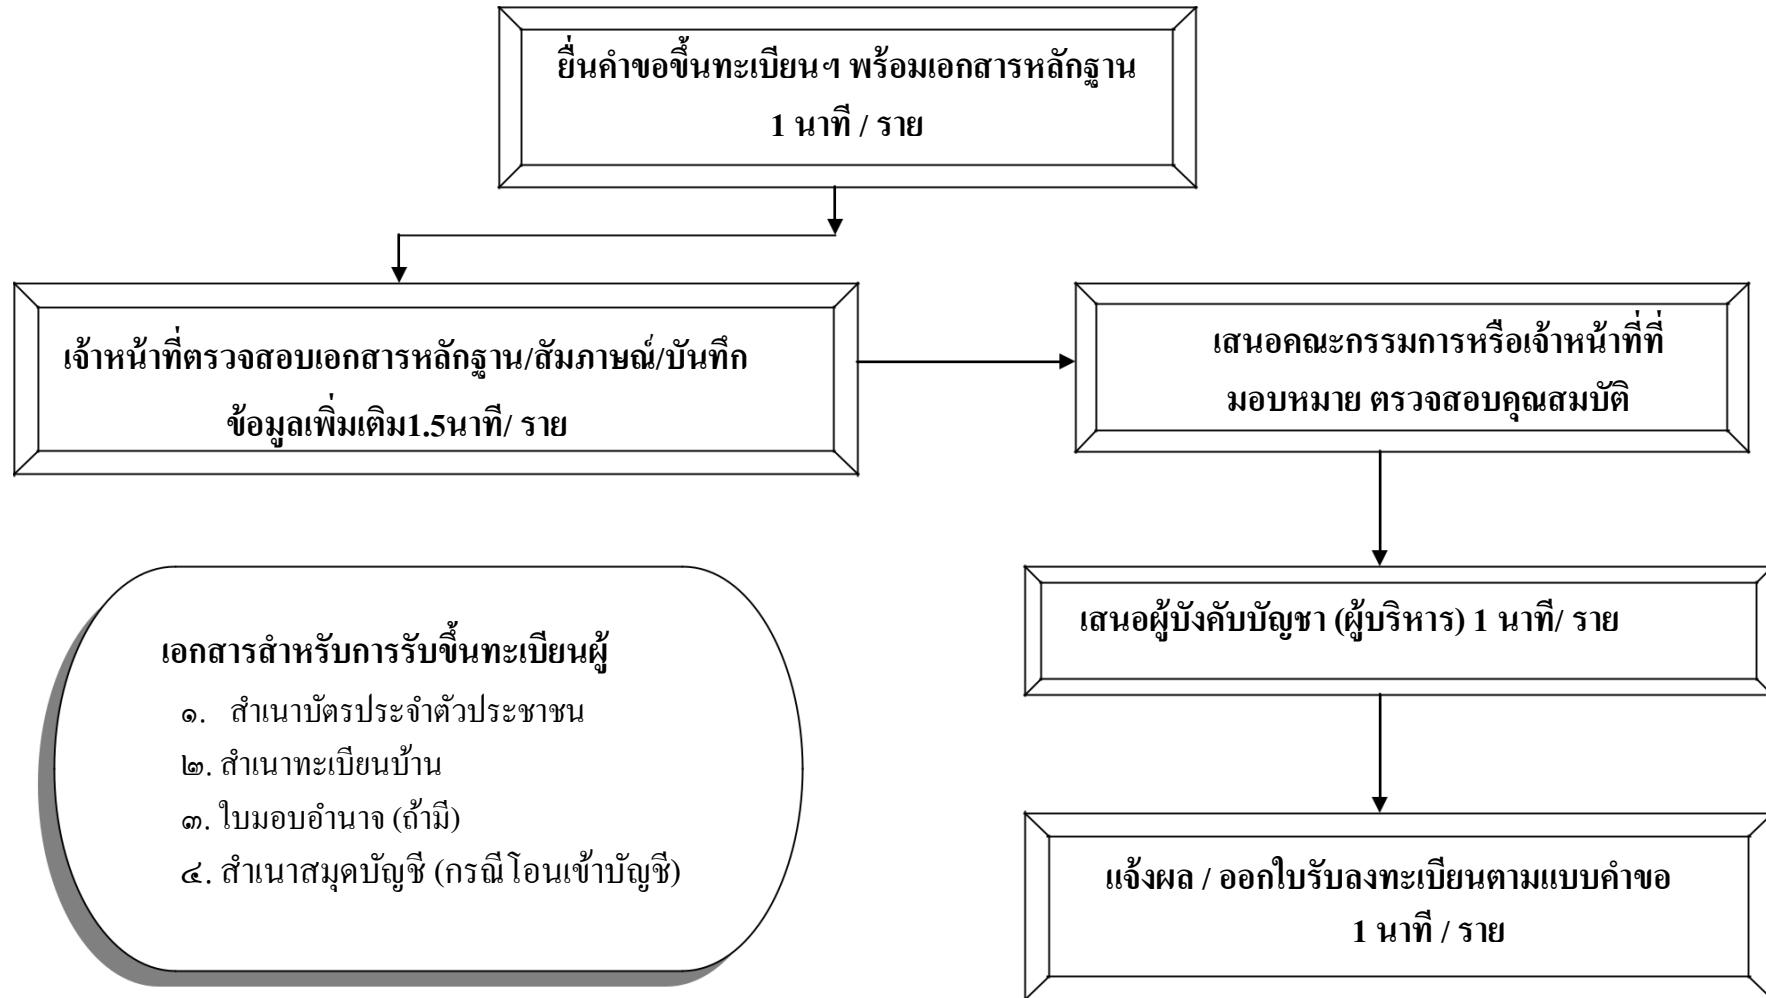 ยื่นคำขอขึ้นทะเบียนฯ พร้อมเอกสารหลักฐาน
1 นาที / ราย
เจ้าหน้าที่ตรวจสอบเอกสารหลักฐาน/สัมภาษณ์/บันทึก
ข้อมูลเพิ่มเติม1.5นาที/ ราย
เสนอคณะกรรมการหรือเจ้าหน้าที่ที่
มอบหมาย ตรวจสอบคุณสมบัติ
เสนอผู้บังคับบัญชา (ผู้บริหาร) 1 นาที/ ราย
แจ้งผล / ออกใบรับลงทะเบียนตามแบบคำขอ
1 นาที / ราย
เอกสารสำหรับการรับขึ้นทะเบียนผู้
๑. สำเนาบัตรประจำตัวประชาชน
๒. สำเนาทะเบียนบ้าน
๓. ใบมอบอำนาจ (ถ้ามี)
๔. สำเนาสมุดบัญชี (กรณีโอนเข้าบัญชี)